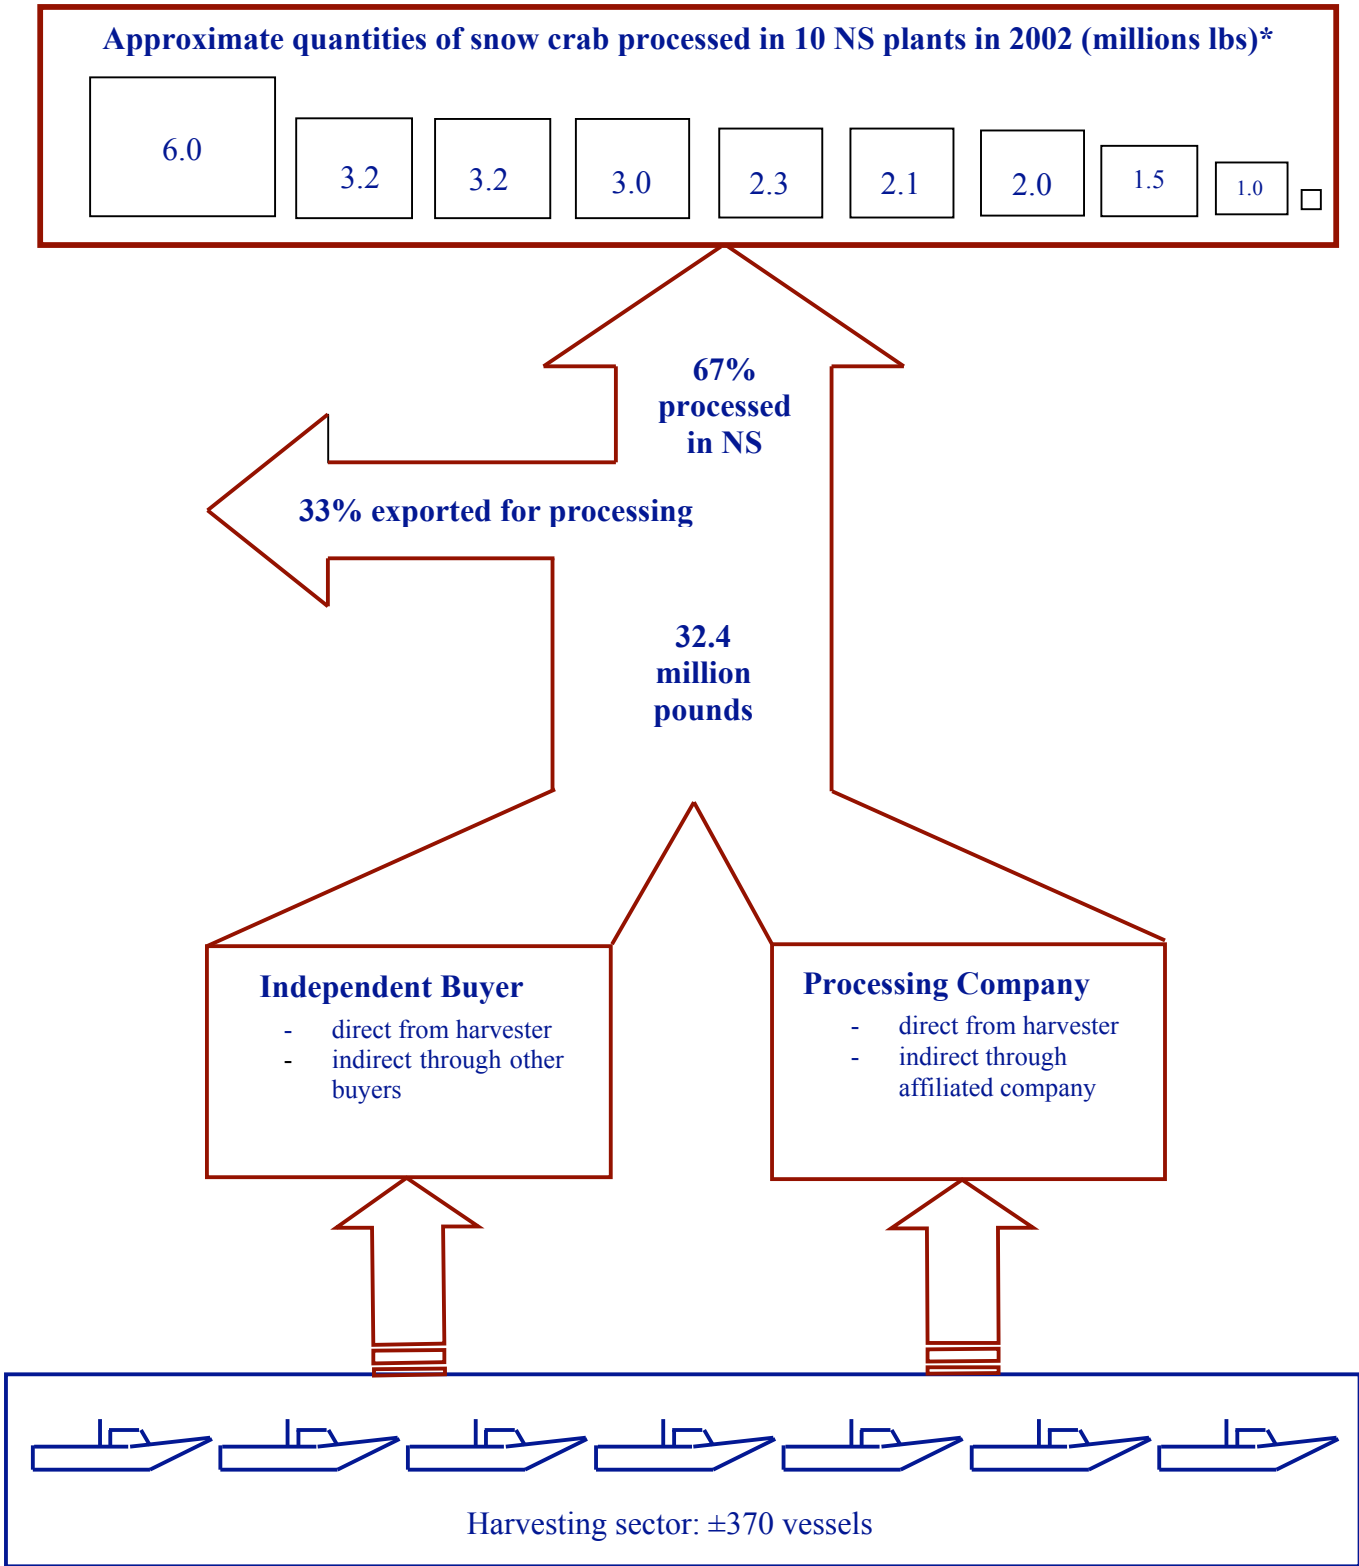 Approximate quantities of snow crab processed in 10 NS plants in 2002 (millions lbs)*
6.0
3.2
3.2
3.0
2.3
2.1
2.0
1.5
1.0
67%
processed
in NS
33% exported for processing
32.4
million
pounds
Independent Buyer
- direct from harvester
- indirect through other
buyers
Processing Company
- direct from harvester
- indirect through
affiliated company
Harvesting sector: ±370 vessels